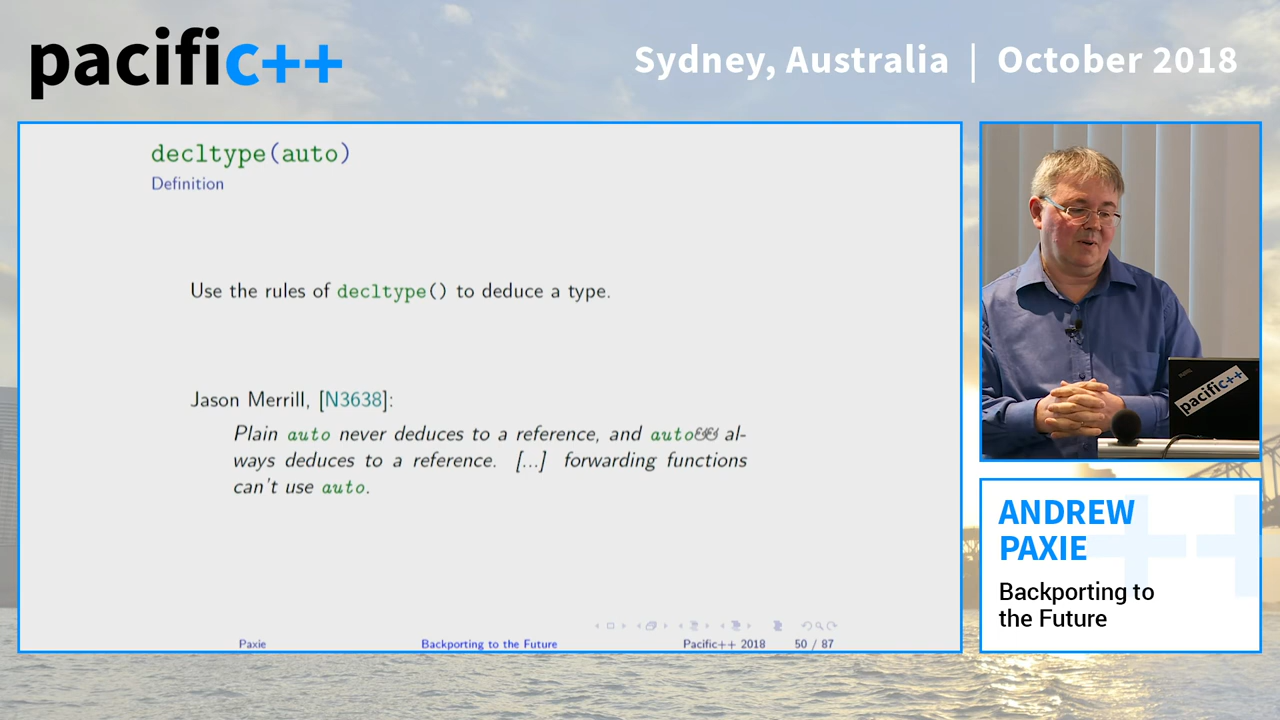 pacific++
Sydney, Australia | October 2018
decltype(auto)
Definition
Use the rules of decltype() to deduce a type.
Jason Merrill, [N3638]:
Plain auto never deduces to a reference, and auto&& al-
ways deduces to a reference. [...] forwarding functions
can't use auto.
Paxie Backporting to the Future Pacific++ 2018 50 / 87
pacific++
ANDREW
PAXIE
Backporting to
the Future